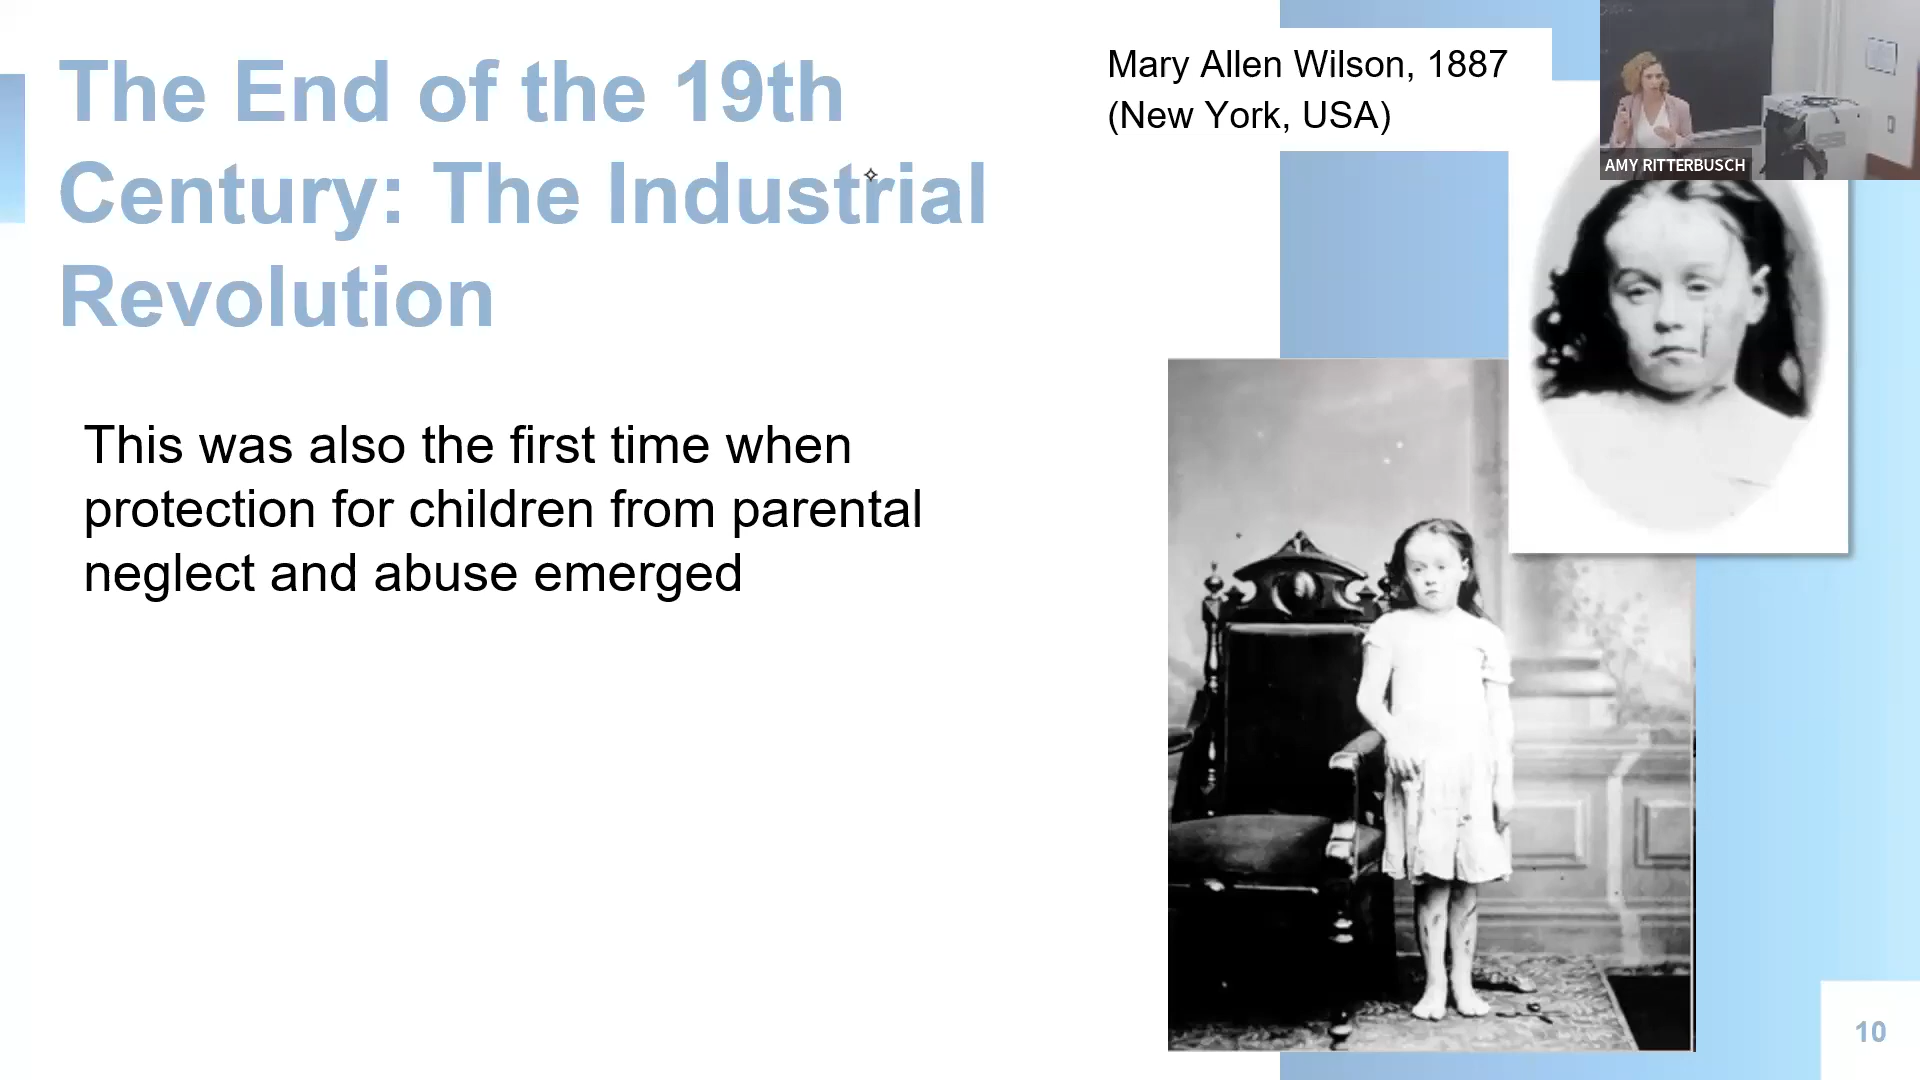 The End of the 19th
Century: The Industrial
Revolution
This was also the first time when
protection for children from parental
neglect and abuse emerged
Mary Allen Wilson, 1887
(New York, USA)
AMY RITTERBUSCH
10